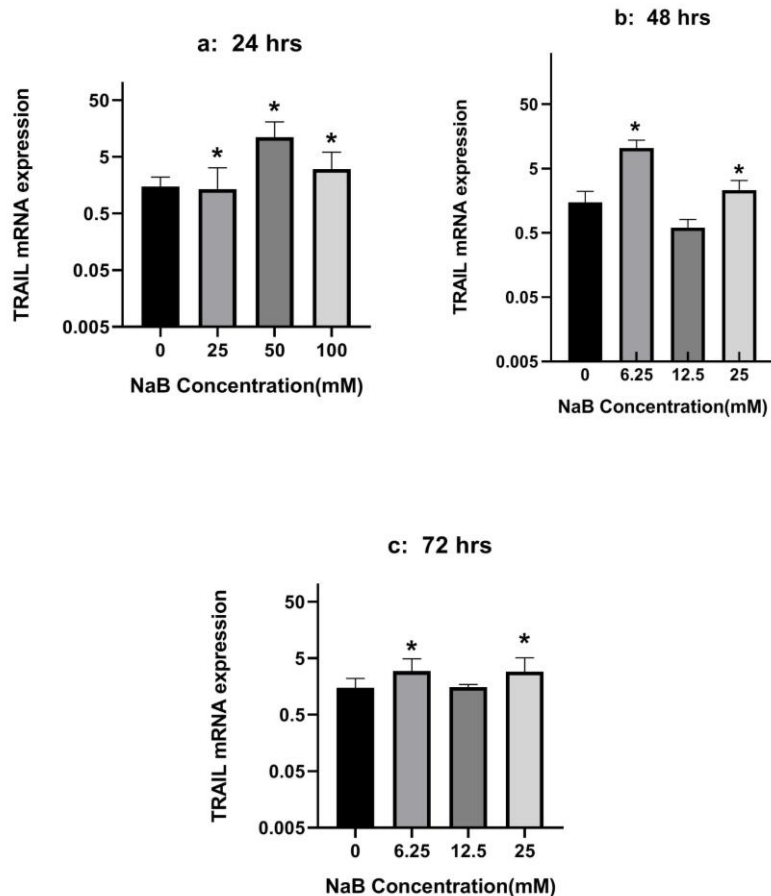 a: 24 hrs
TRAIL mRNA expression
50
5
0.5
0.05
0.005
* * *
0 25 50 100
NaB Concentration(mM)
b: 48 hrs
TRAIL mRNA expression
50
5
0.5
0.05
0.005
* *
0 6.25 12.5 25
NaB Concentration(mM)
c: 72 hrs
TRAIL mRNA expression
50
5
0.5
0.05
0.005
* *
0 6.25 12.5 25
NaB Concentration(mM)